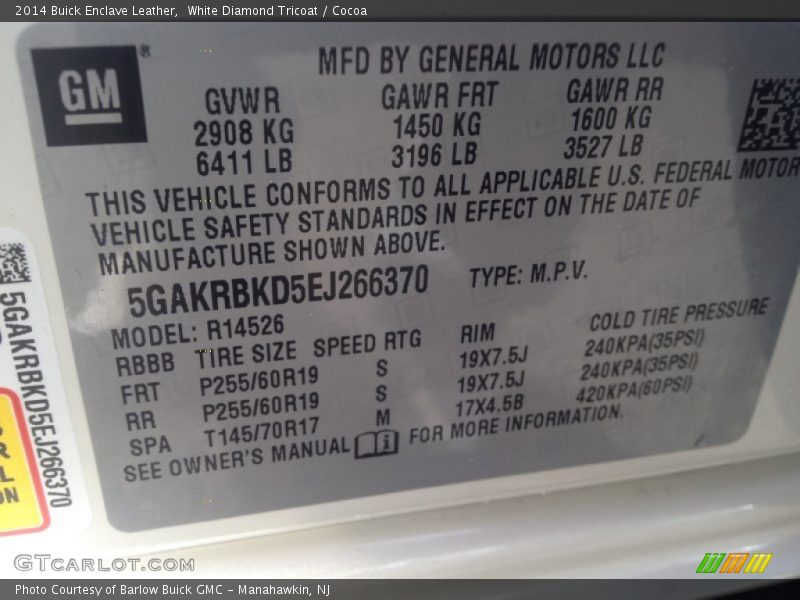 2014 Buick Enclave Leather,  White Diamond Tricoat / Cocoa
GM ®
MFD BY GENERAL MOTORS LLC
GVWR GAWR FRT GAWR RR
2908 KG 1450 KG 1600 KG
6411 LB 3196 LB 3527 LB
THIS VEHICLE CONFORMS TO ALL APPLICABLE U.S. FEDERAL MOTOR
VEHICLE SAFETY STANDARDS IN EFFECT ON THE DATE OF
MANUFACTURE SHOWN ABOVE.
5GAKRBKD5EJ266370 TYPE: M.P.V.
MODEL: R14526
RBBB TIRE SIZE SPEED RTG RIM COLD TIRE PRESSURE
FRT P255/60R19 S 19X7.5J 240KPA(35PSI)
RR P255/60R19 S 19X7.5J 240KPA(35PSI)
SPA T145/70R17 M 17X4.5B 420KPA(60PSI)
SEE OWNER'S MANUAL i FOR MORE INFORMATION.
5GAKRBKD5EJ266370
GTCARLOT.COM
Photo Courtesy of Barlow Buick GMC – Manahawkin, NJ